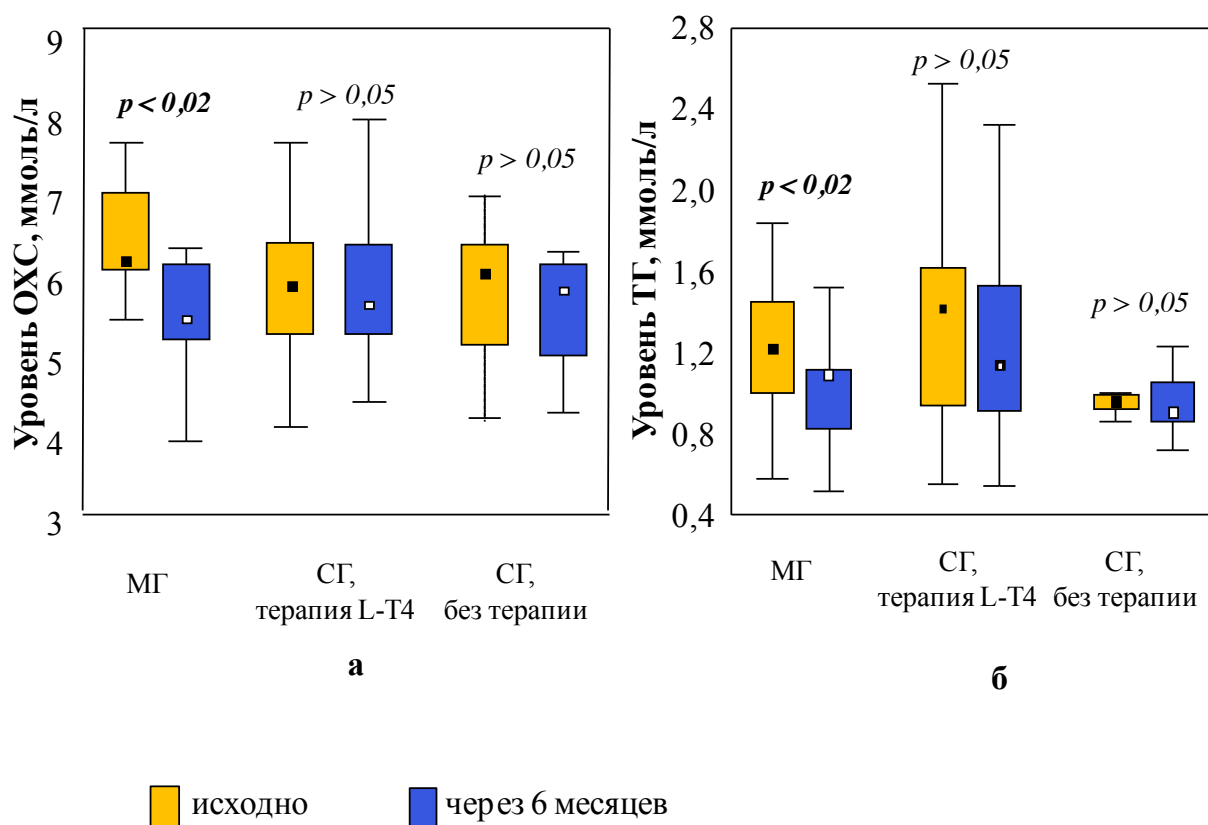 Уровень ОХС, ммоль/л
9
8
7
6
5
4
3
p < 0,02
p > 0,05
p > 0,05
МГ
СГ,
терапия L-T4
СГ,
без терапии
а
Уровень ТГ, ммоль/л
2,8
2,4
2,0
1,6
1,2
0,8
0,4
p < 0,02
p > 0,05
p > 0,05
МГ
СГ,
терапия L-T4
СГ,
без терапии
б
исходно
через 6 месяцев